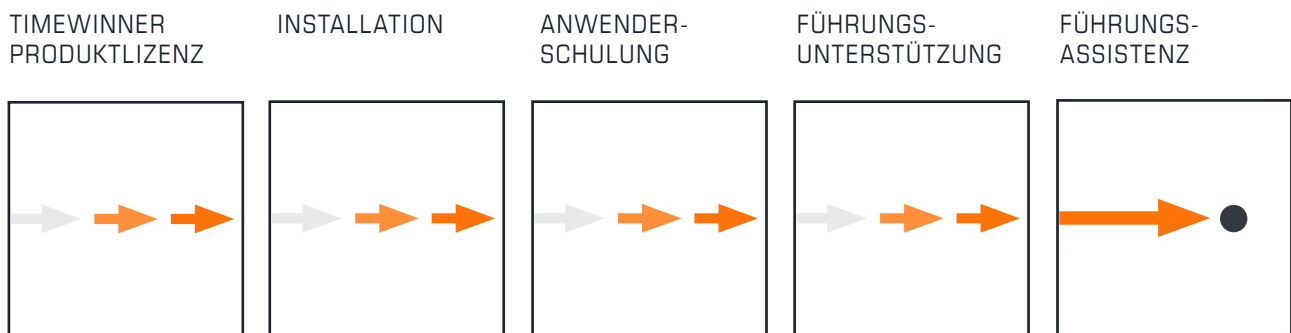 TIMEWINNER
PRODUKTLIZENZ
INSTALLATION
ANWENDER-
SCHULUNG
FÜHRUNGS-
UNTERSTÜTZUNG
FÜHRUNGS-
ASSISTENZ